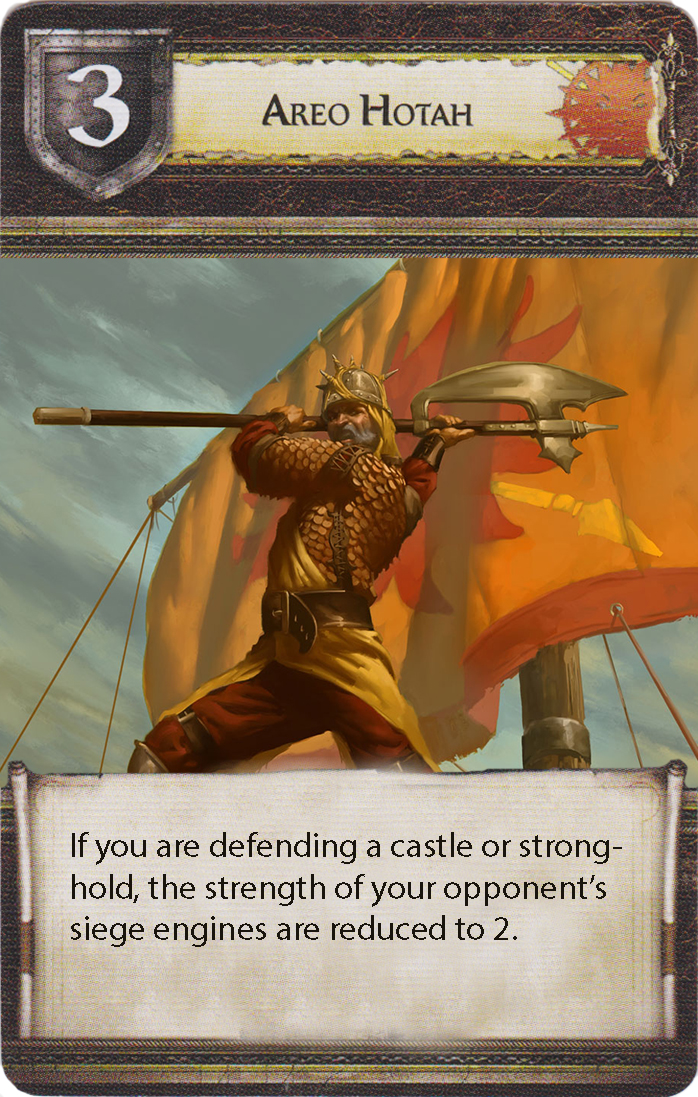 3
AREO HOTAH
If you are defending a castle or strong-
hold, the strength of your opponent's
siege engines are reduced to 2.